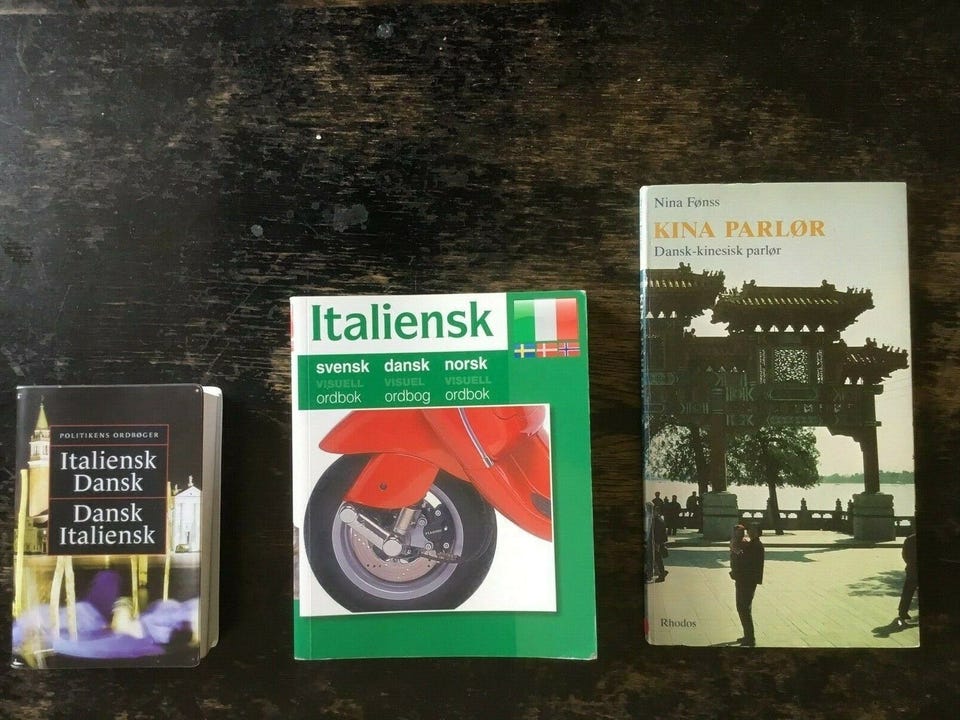 POLITIKENS ORDBØGER
Italiensk
Dansk
Dansk
Italiensk
Italiensk
svensk dansk norsk
VISUELL VISUEL VISUELL
ordbok ordbog ordbok
Nina Fønss
KINA PARLØR
Dansk-kinesisk parlør
Rhodos